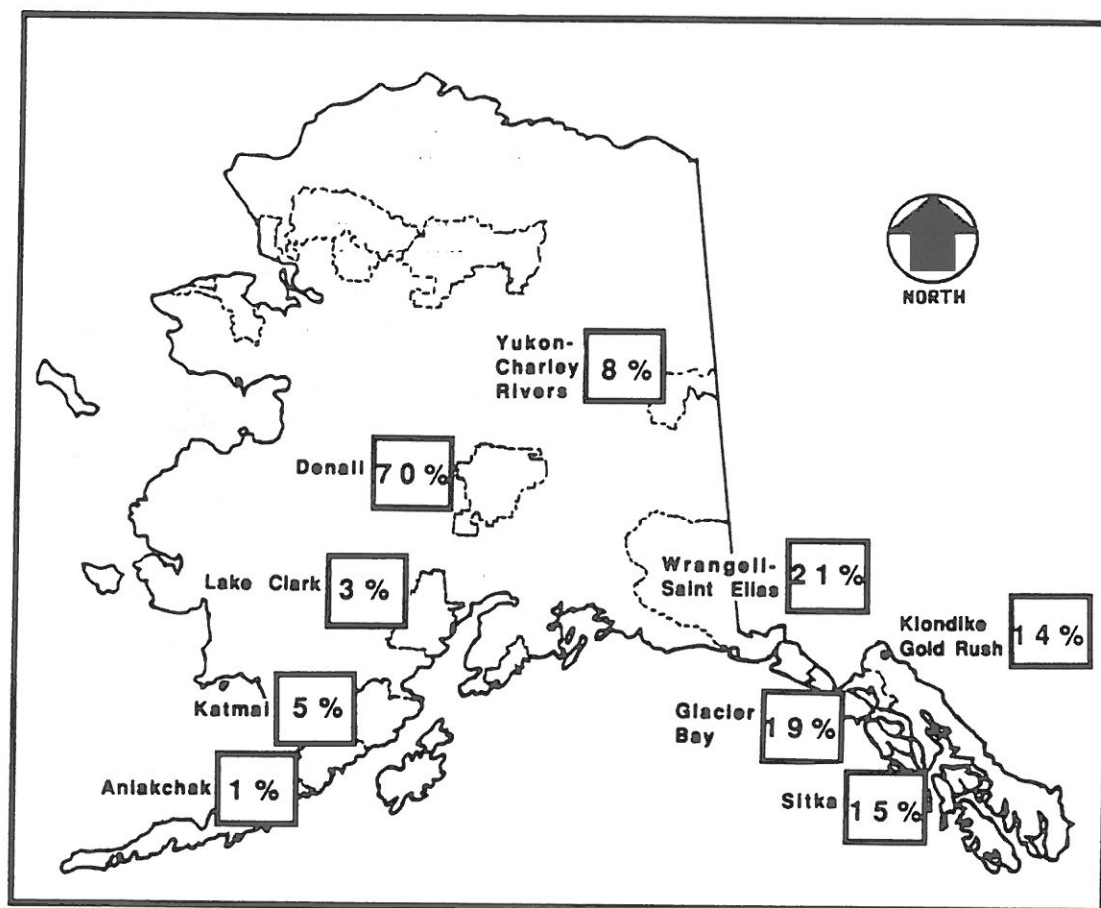 NORTH
Yukon-
Charley
Rivers
8 %
Denali
70 %
Wrangell-
Saint Elias
21 %
Lake Clark
3 %
Klondike
Gold Rush
14 %
Katmai
5 %
Glacier
Bay
19 %
Aniakchak
1 %
Sitka
15 %